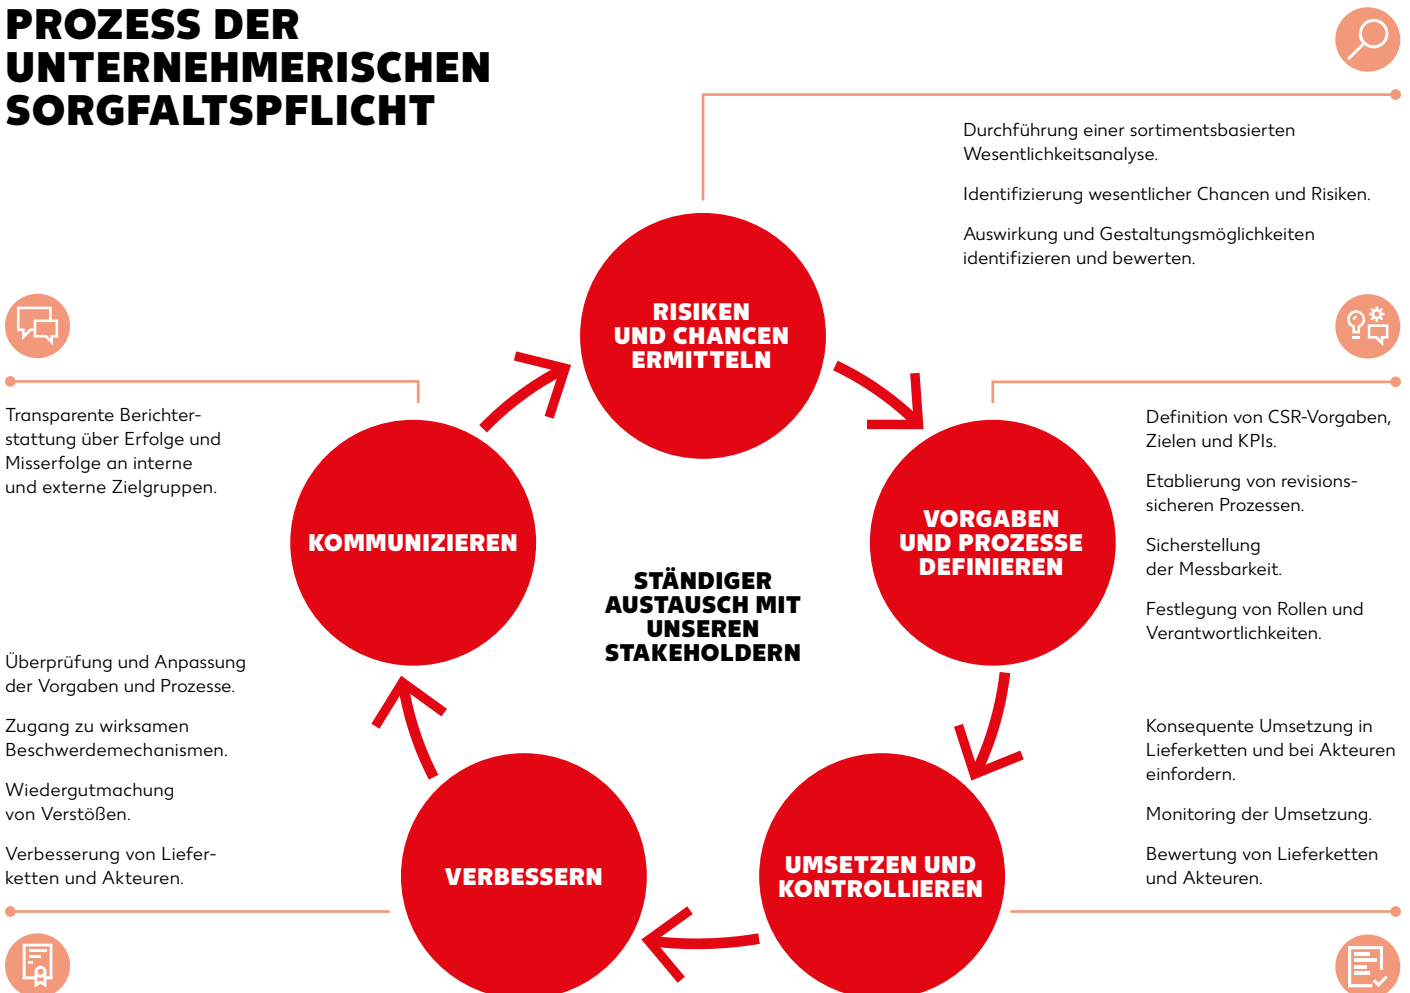 PROZESS DER
UNTERNEHMERISCHEN
SORGFALTSPFLICHT
Durchführung einer sortimentsbasierten
Wesentlichkeitsanalyse.
Identifizierung wesentlicher Chancen und Risiken.
Auswirkung und Gestaltungsmöglichkeiten
identifizieren und bewerten.
RISIKEN
UND CHANCEN
ERMITTELN
Definition von CSR-Vorgaben,
Zielen und KPIs.
Etablierung von revisions-
sicheren Prozessen.
Sicherstellung
der Messbarkeit.
Festlegung von Rollen und
Verantwortlichkeiten.
VORGABEN
UND PROZESSE
DEFINIEREN
Konsequente Umsetzung in
Lieferketten und bei Akteuren
einfordern.
Monitoring der Umsetzung.
Bewertung von Lieferketten
und Akteuren.
UMSETZEN UND
KONTROLLIEREN
VERBESSERN
Überprüfung und Anpassung
der Vorgaben und Prozesse.
Zugang zu wirksamen
Beschwerdemechanismen.
Wiedergutmachung
von Verstößen.
Verbesserung von Liefer-
ketten und Akteuren.
KOMMUNIZIEREN
Transparente Berichter-
stattung über Erfolge und
Misserfolge an interne
und externe Zielgruppen.
STÄNDIGER
AUSTAUSCH MIT
UNSEREN
STAKEHOLDERN